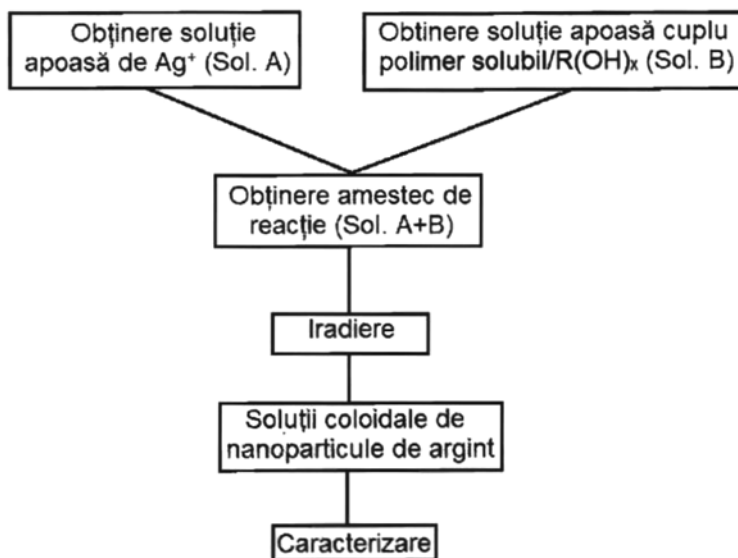 Obținere soluție
apoasă de Ag⁺ (Sol. A)
Obtinere soluție apoasă cuplu
polimer solubil/R(OH)ₓ (Sol. B)
Obținere amestec de
reacție (Sol. A+B)
Iradiere
Soluții coloidale de
nanoparticule de argint
Caracterizare